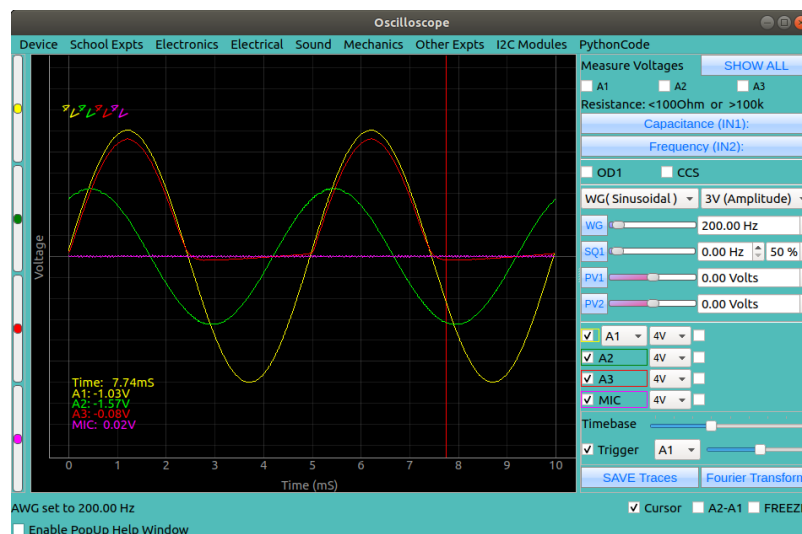 Oscilloscope
Device School Expts Electronics Electrical Sound Mechanics Other Expts I2C Modules PythonCode
Measure Voltages SHOW ALL
A1 A2 A3
Resistance: <100Ohm or >100k
Capacitance (IN1):
Frequency (IN2):
OD1 CCS
WG( Sinusoidal ) 3V (Amplitude)
WG 200.00 Hz
SQ1 0.00 Hz 50 %
PV1 0.00 Volts
PV2 0.00 Volts
A1 4V
A2 4V
A3 4V
MIC 4V
Timebase
Trigger A1
SAVE Traces Fourier Transform
4V 4V 4V 4V
Voltage
Time: 7.74mS
A1: -1.03V
A2: -1.57V
A3: -0.08V
MIC: 0.02V
0 1 2 3 4 5 6 7 8 9 10
Time (mS)
AWG set to 200.00 Hz
Cursor A2-A1 FREEZE
Enable PopUp Help Window